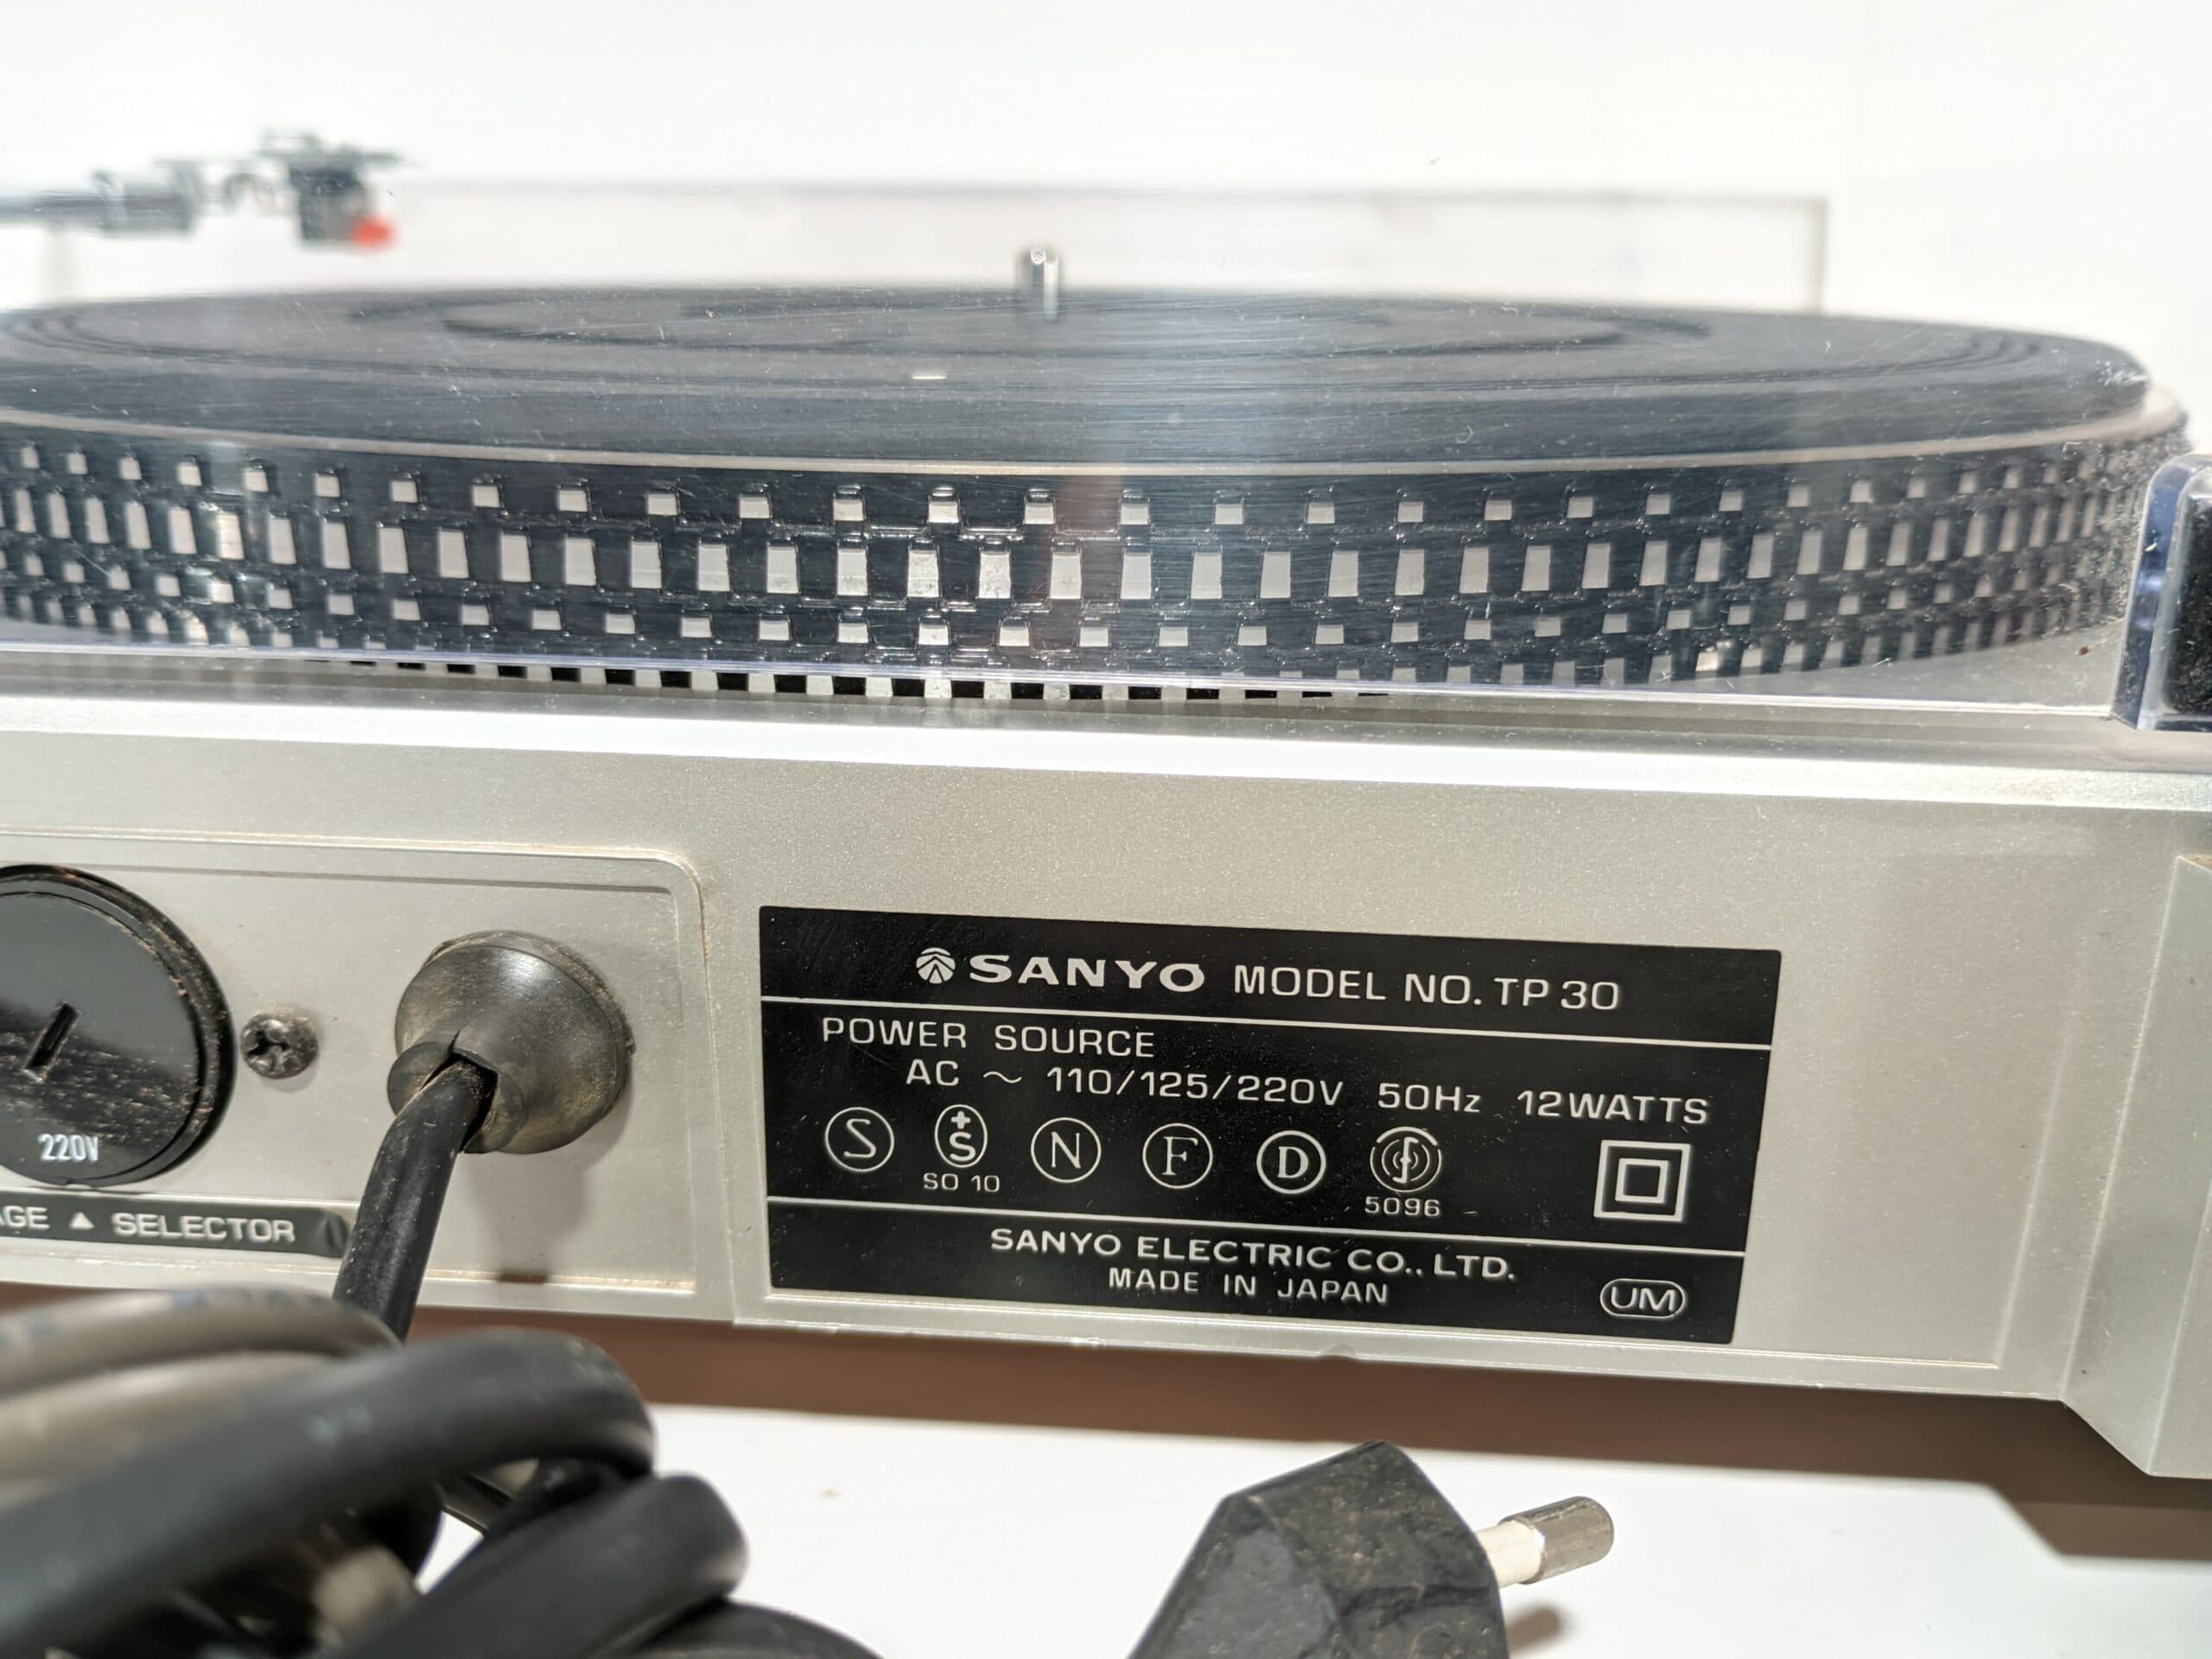 SANYO MODEL NO. TP 30
POWER SOURCE
AC ~ 110/125/220V 50Hz 12WATTS
S +S N F D
SO 10
5096
SANYO ELECTRIC CO., LTD.
MADE IN JAPAN
UM
220V
▲ SELECTOR